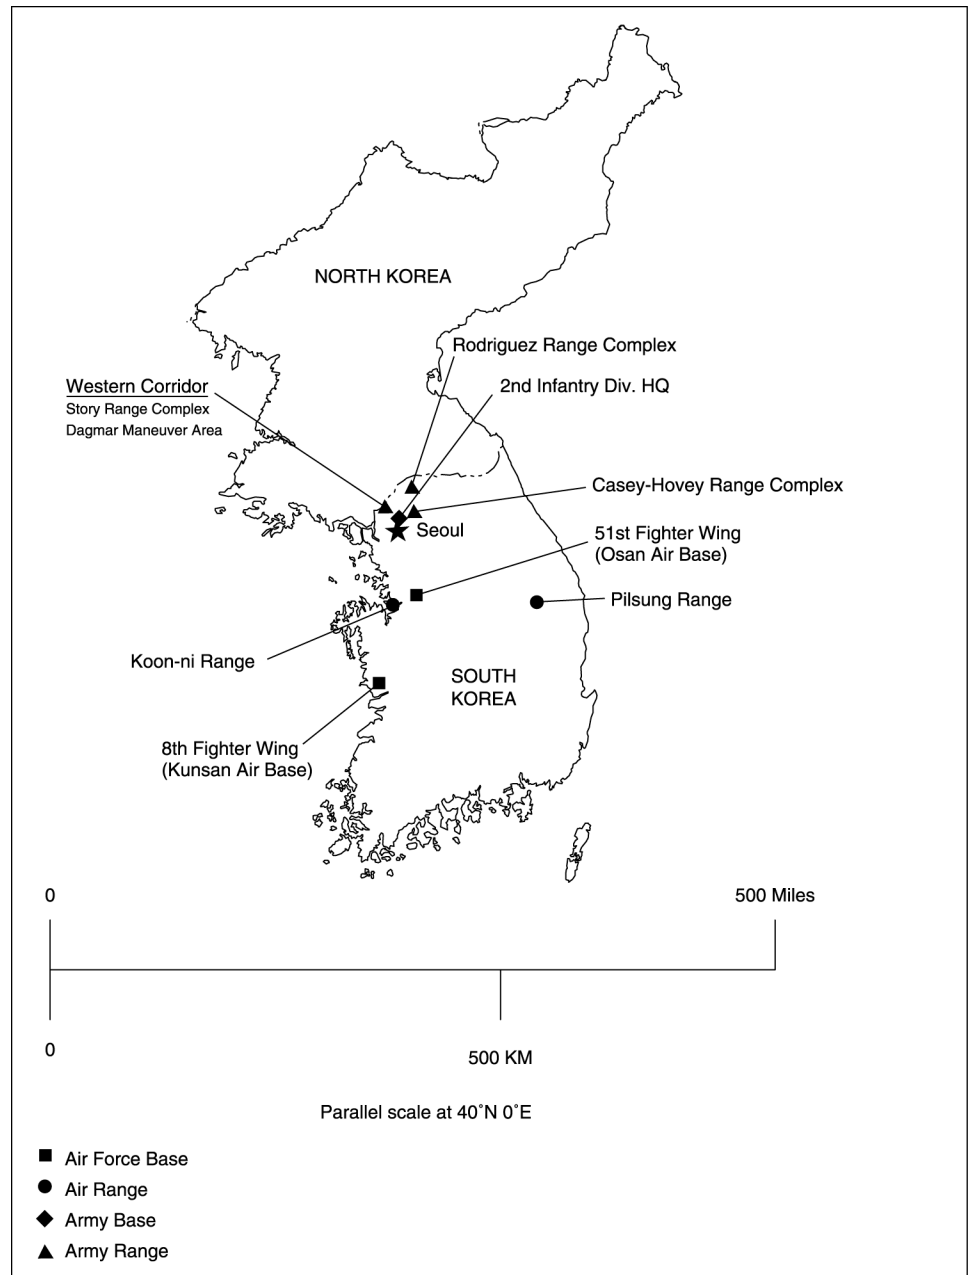 NORTH KOREA
Rodriguez Range Complex
2nd Infantry Div. HQ
Western Corridor
Story Range Complex
Dagmar Maneuver Area
Casey-Hovey Range Complex
Seoul
51st Fighter Wing
(Osan Air Base)
Pilsung Range
Koon-ni Range
SOUTH
KOREA
8th Fighter Wing
(Kunsan Air Base)
0
500 Miles
0
500 KM
Parallel scale at 40°N 0°E
Air Force Base
Air Range
Army Base
Army Range